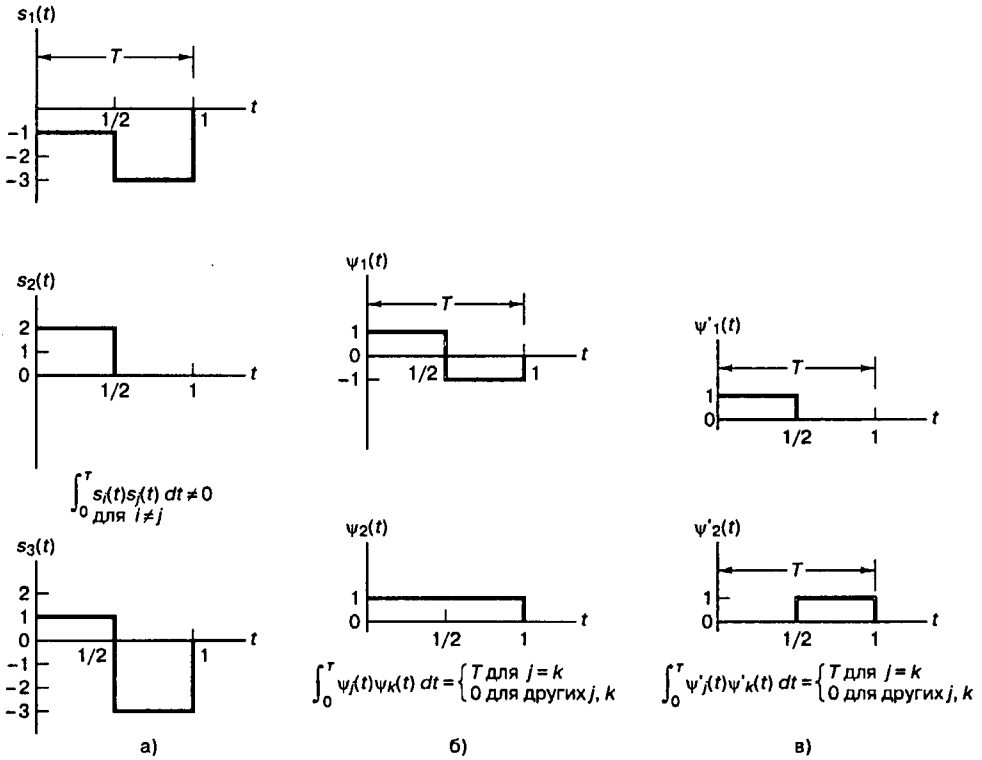 s₁(t)
T
t
1/2
1
−1
−2
−3
s₂(t)
2
1
0
t
1/2
1
∫₀ᵀ sᵢ(t)sⱼ(t) dt ≠ 0
для i ≠ j
s₃(t)
2
1
0
t
1/2
1
−1
−2
−3
а)
ψ₁(t)
T
1
0
−1
t
1/2
1
ψ₂(t)
1
0
t
1/2
1
∫₀ᵀ ψⱼ(t)ψₖ(t) dt = { T для j = k
0 для других j, k
б)
ψ'₁(t)
T
1
0
t
1/2
1
ψ'₂(t)
T
1
0
t
1/2
1
∫₀ᵀ ψ'ⱼ(t)ψ'ₖ(t) dt = { T для j = k
0 для других j, k
в)